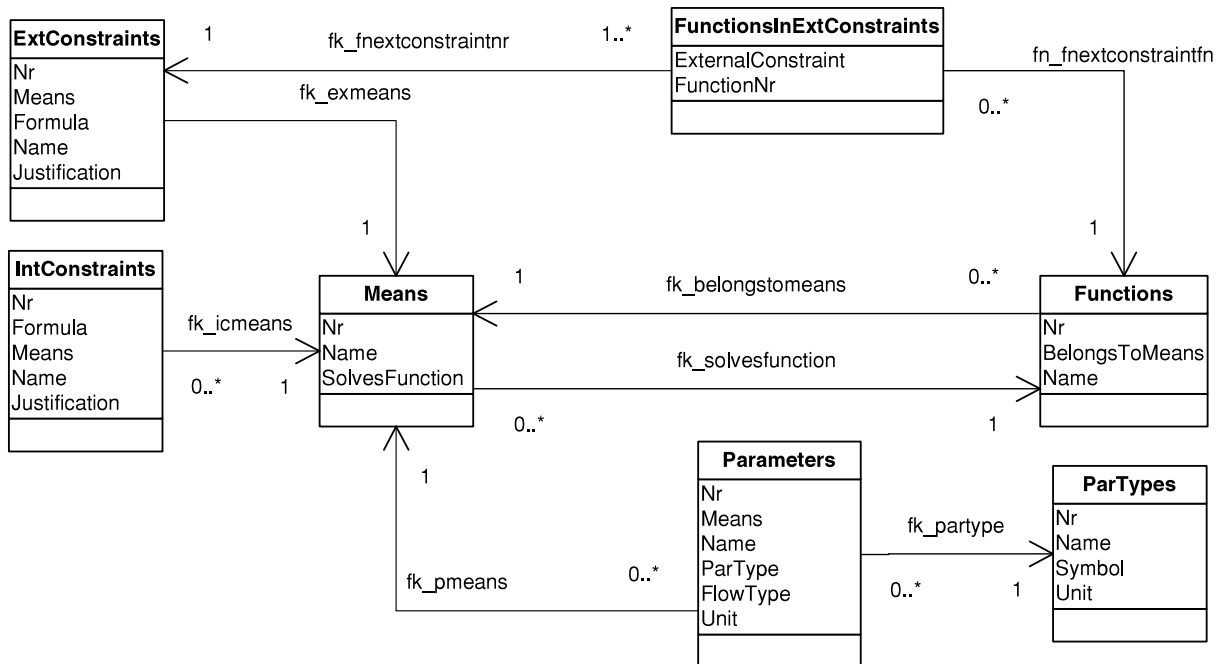 ExtConstraints
Nr
Means
Formula
Name
Justification
1
fk_fnextconstraintnr
1..*
fk_exmeans
1
FunctionsInExtConstraints
ExternalConstraint
FunctionNr
fn_fnextconstraintfn
0..*
1
IntConstraints
Nr
Formula
Means
Name
Justification
fk_icmeans
0..*
1
Means
Nr
Name
SolvesFunction
1
fk_belongstomeans
0..*
fk_solvesfunction
0..*
1
Functions
Nr
BelongsToMeans
Name
1
fk_pmeans
0..*
Parameters
Nr
Means
Name
ParType
FlowType
Unit
fk_partype
0..*
1
ParTypes
Nr
Name
Symbol
Unit